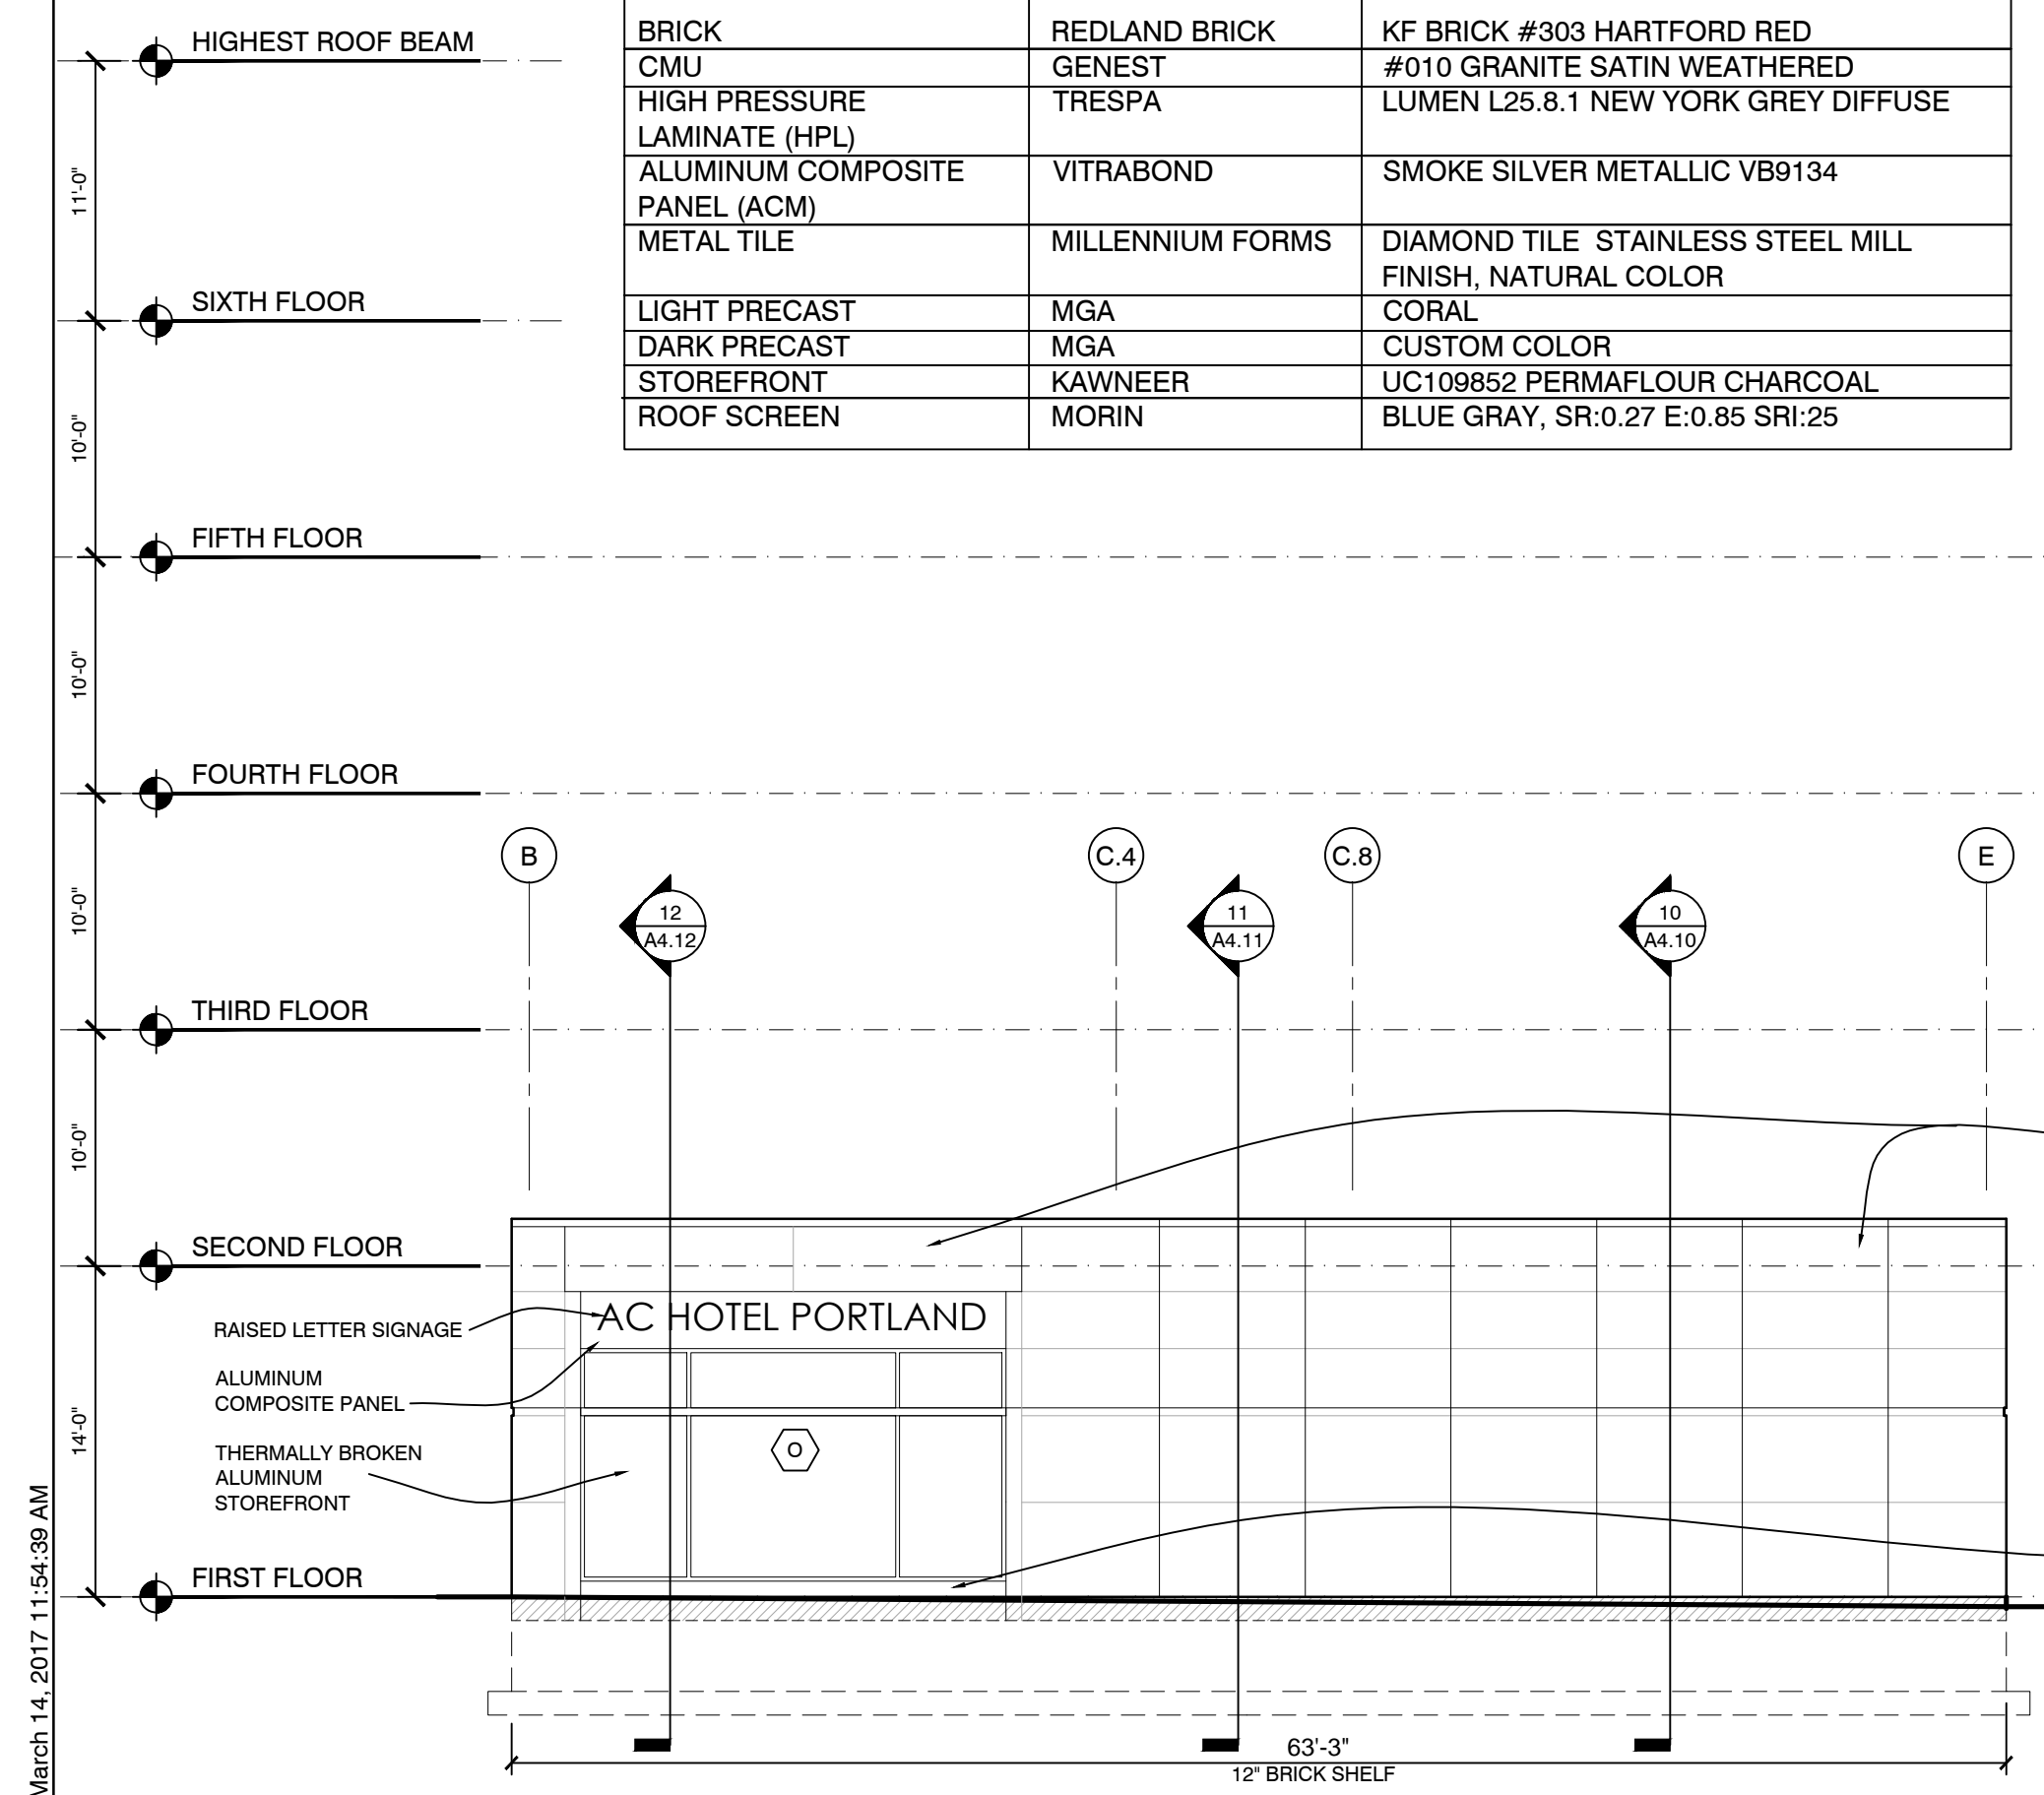 BRICK REDLAND BRICK KF BRICK #303 HARTFORD RED
CMU GENEST #010 GRANITE SATIN WEATHERED
HIGH PRESSURE TRESPA LUMEN L25.8.1 NEW YORK GREY DIFFUSE
LAMINATE (HPL)
ALUMINUM COMPOSITE VITRABOND SMOKE SILVER METALLIC VB9134
PANEL (ACM)
METAL TILE MILLENNIUM FORMS DIAMOND TILE STAINLESS STEEL MILL
FINISH, NATURAL COLOR
LIGHT PRECAST MGA CORAL
DARK PRECAST MGA CUSTOM COLOR
STOREFRONT KAWNEER UC109852 PERMAFLOUR CHARCOAL
ROOF SCREEN MORIN BLUE GRAY, SR:0.27 E:0.85 SRI:25
HIGHEST ROOF BEAM
11'-0"
SIXTH FLOOR
10'-0"
FIFTH FLOOR
10'-0"
FOURTH FLOOR
10'-0"
THIRD FLOOR
10'-0"
SECOND FLOOR
14'-0"
FIRST FLOOR
B C.4 C.8 E
12 11 10
A4.12 A4.11 A4.10
AC HOTEL PORTLAND
RAISED LETTER SIGNAGE
ALUMINUM
COMPOSITE PANEL
THERMALLY BROKEN
ALUMINUM
STOREFRONT
O
63'-3"
12" BRICK SHELF
March 14, 2017 11:54:39 AM